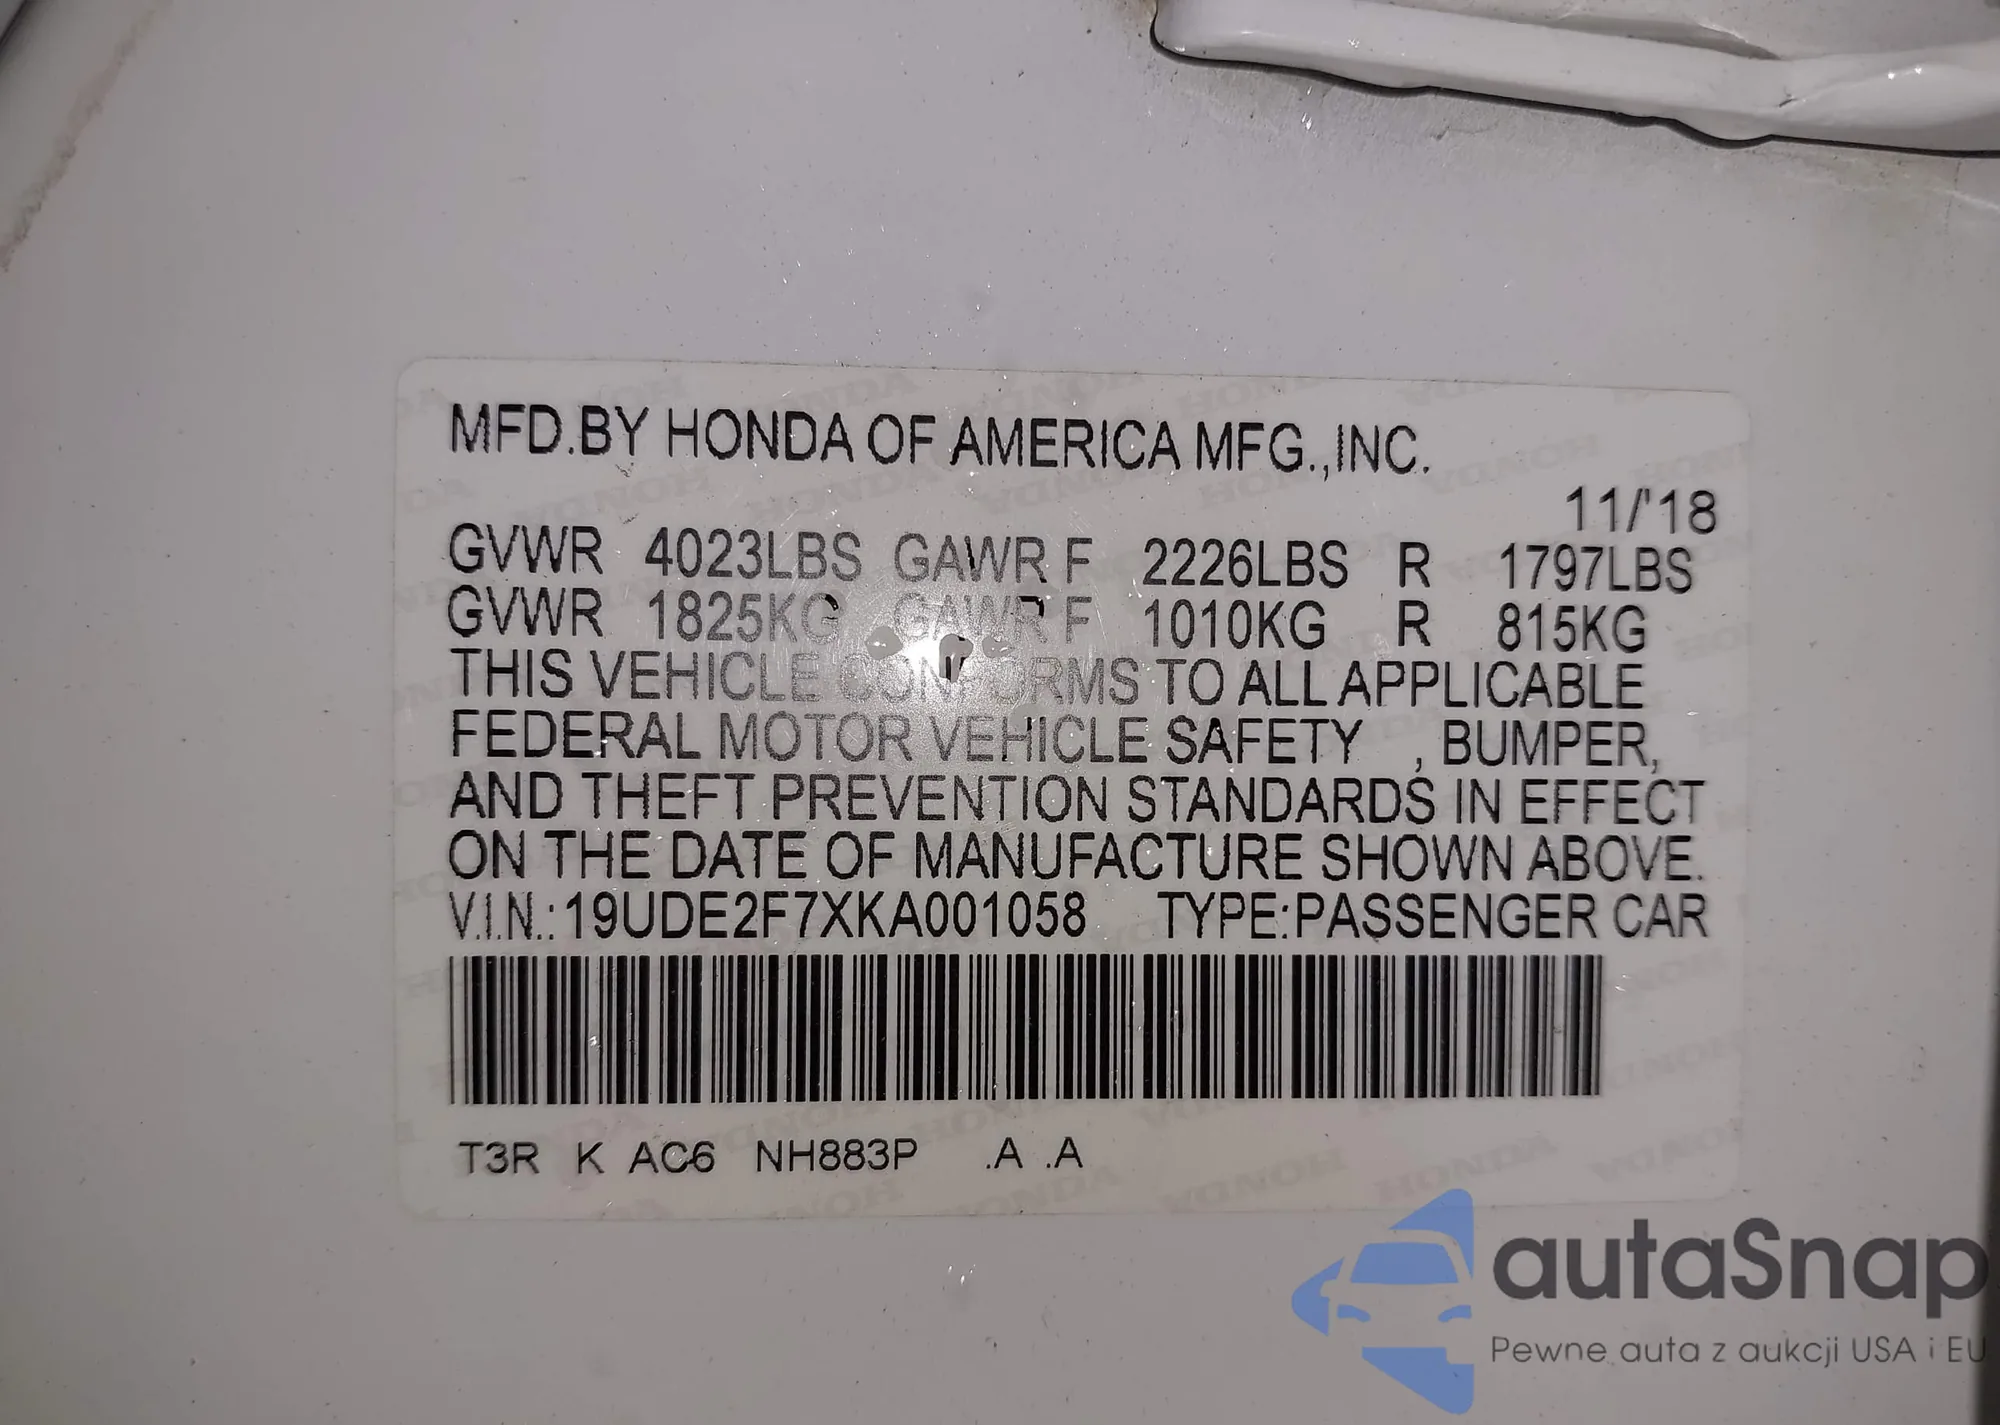 MFD.BY HONDA OF AMERICA MFG.,INC.
11/'18
GVWR 4023LBS GAWR F 2226LBS R 1797LBS
GVWR 1825KG GAWR F 1010KG R 815KG
THIS VEHICLE CONFORMS TO ALL APPLICABLE
FEDERAL MOTOR VEHICLE SAFETY , BUMPER,
AND THEFT PREVENTION STANDARDS IN EFFECT
ON THE DATE OF MANUFACTURE SHOWN ABOVE.
V.I.N.:19UDE2F7XKA001058 TYPE:PASSENGER CAR
T3R K AC6 NH883P .A .A
autaSnap
Pewne auta z aukcji USA i EU